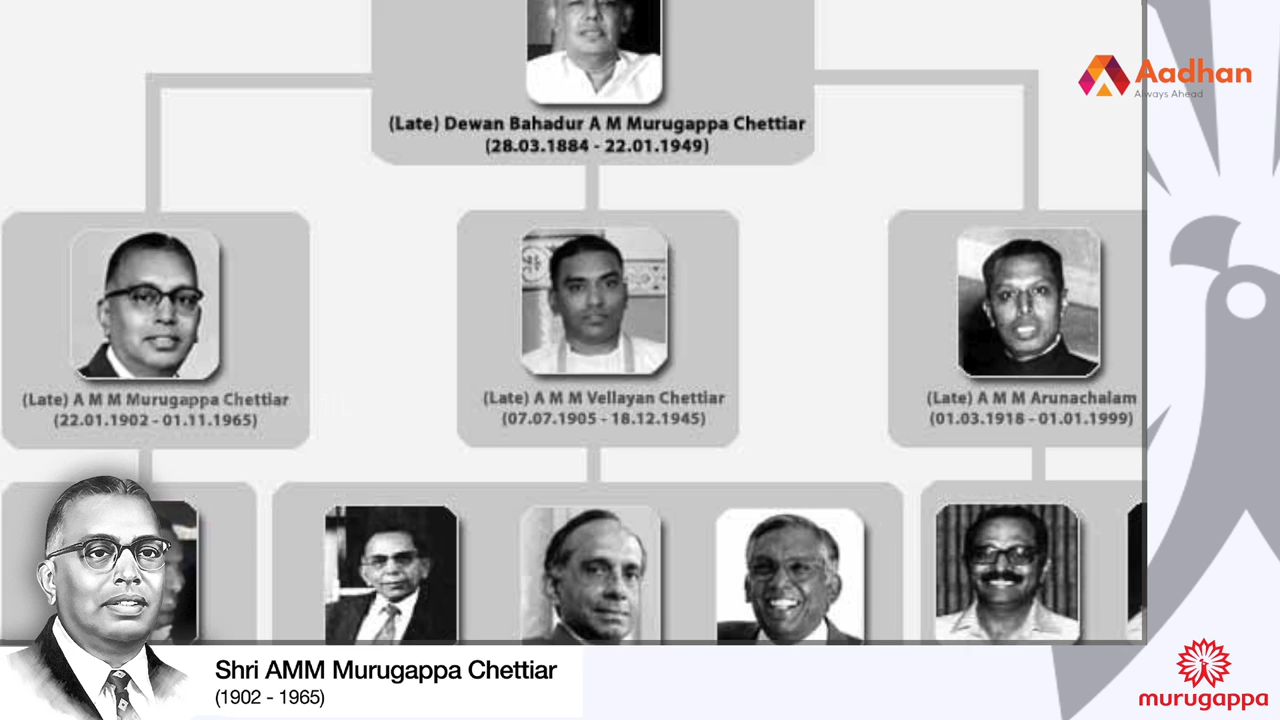 Aadhan
Always Ahead
(Late) Dewan Bahadur A M Murugappa Chettiar
(28.03.1884 - 22.01.1949)
(Late) A M M Murugappa Chettiar
(22.01.1902 - 01.11.1965)
(Late) A M M Vellayan Chettiar
(07.07.1905 - 18.12.1945)
(Late) A M M Arunachalam
(01.03.1918 - 01.01.1999)
Shri AMM Murugappa Chettiar
(1902 - 1965)
murugappa